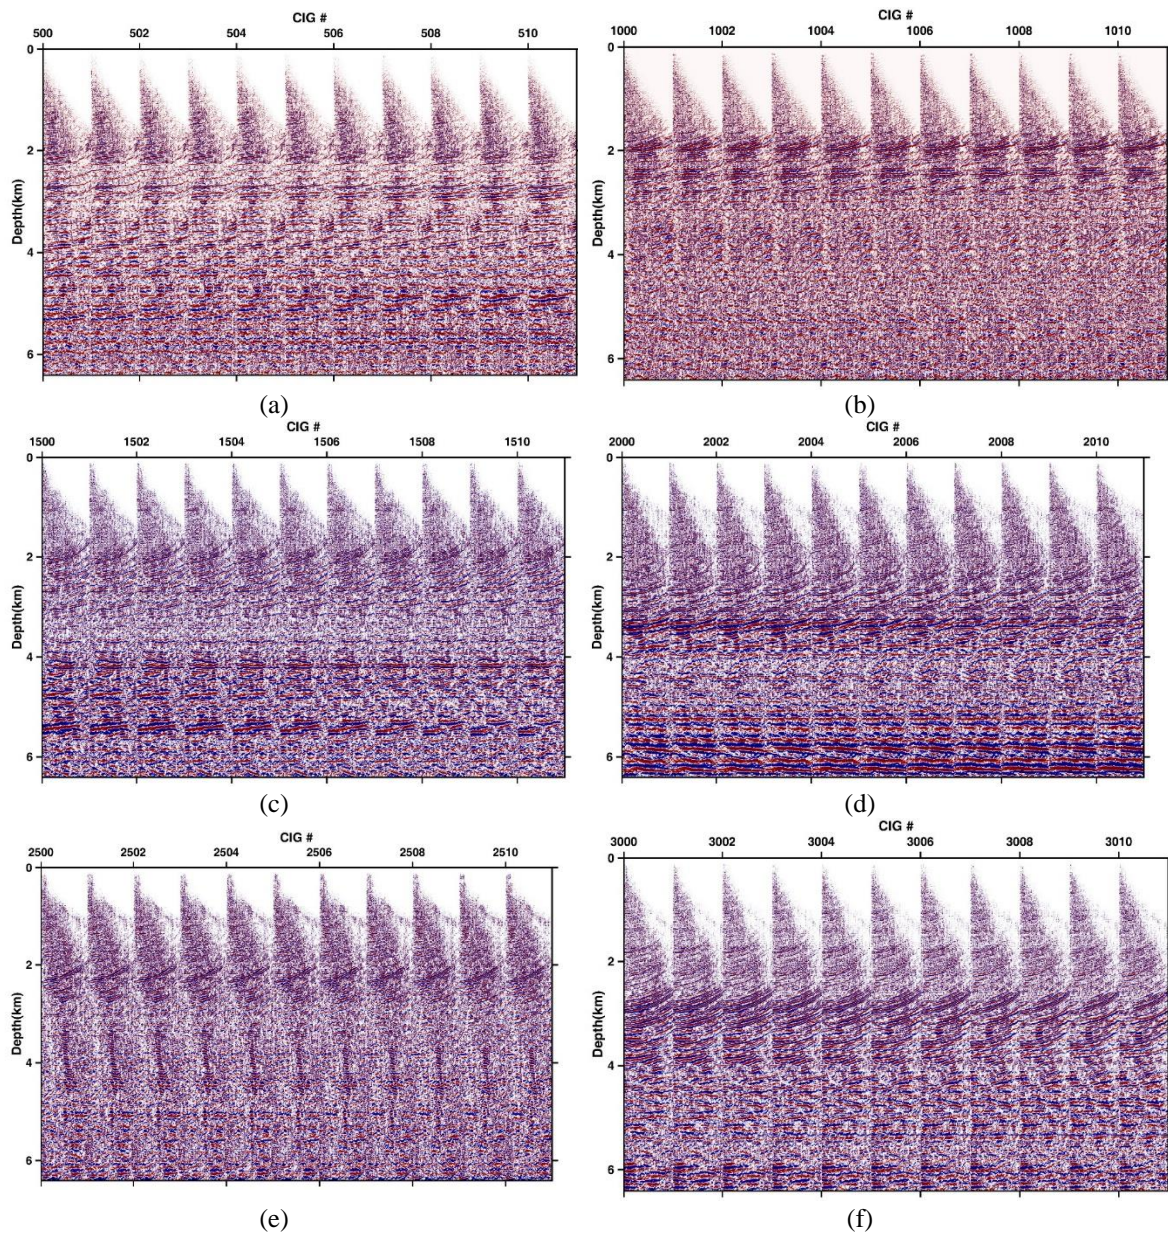 CIG #
500 502 504 506 508 510
0
2
4
6
Depth(km)
(a)
CIG #
1000 1002 1004 1006 1008 1010
0
2
4
6
Depth(km)
(b)
CIG #
1500 1502 1504 1506 1508 1510
0
2
4
6
Depth(km)
(c)
CIG #
2000 2002 2004 2006 2008 2010
0
2
4
6
Depth(km)
(d)
CIG #
2500 2502 2504 2506 2508 2510
0
2
4
6
Depth(km)
(e)
CIG #
3000 3002 3004 3006 3008 3010
0
2
4
6
Depth(km)
(f)